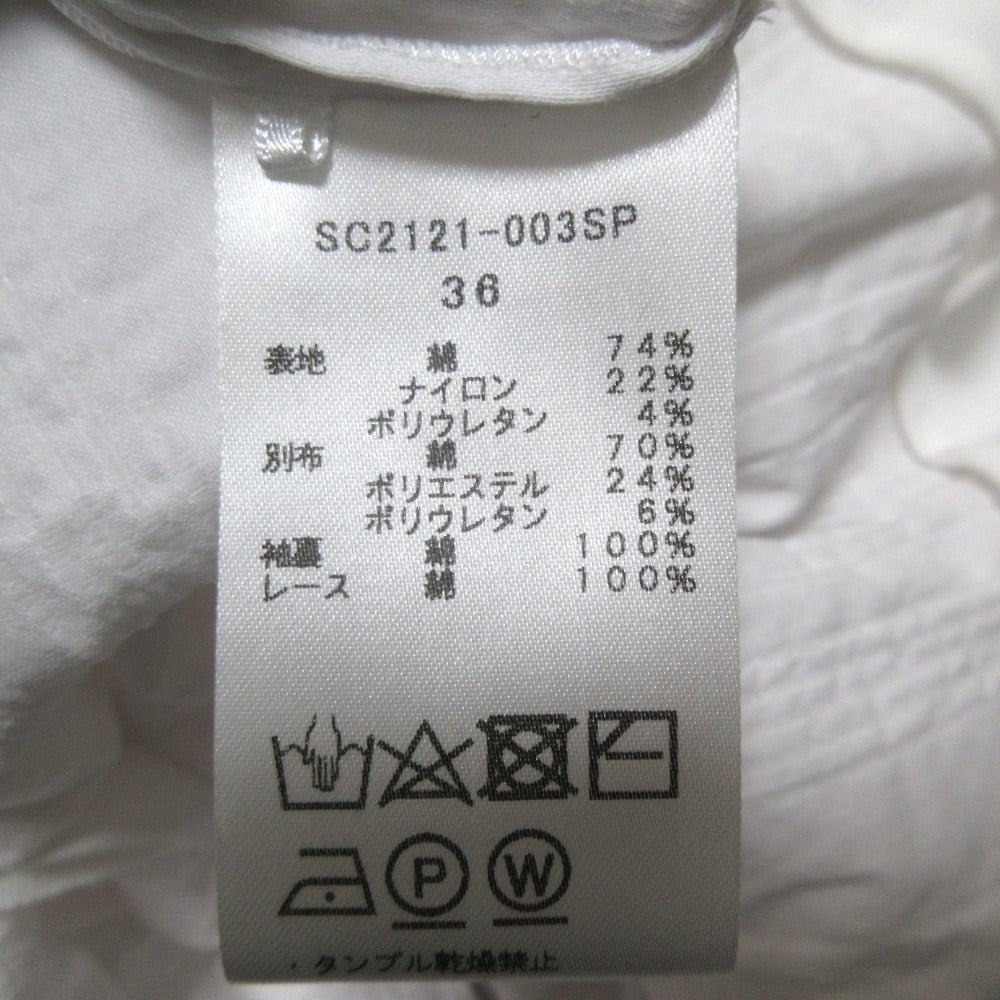 SC2121-003SP
36
表地 綿 74%
ナイロン 22%
ポリウレタン 4%
別布 綿 70%
ポリエステル 24%
ポリウレタン 6%
袖裏 綿 100%
レース 綿 100%
P W
・タンブル乾燥禁止